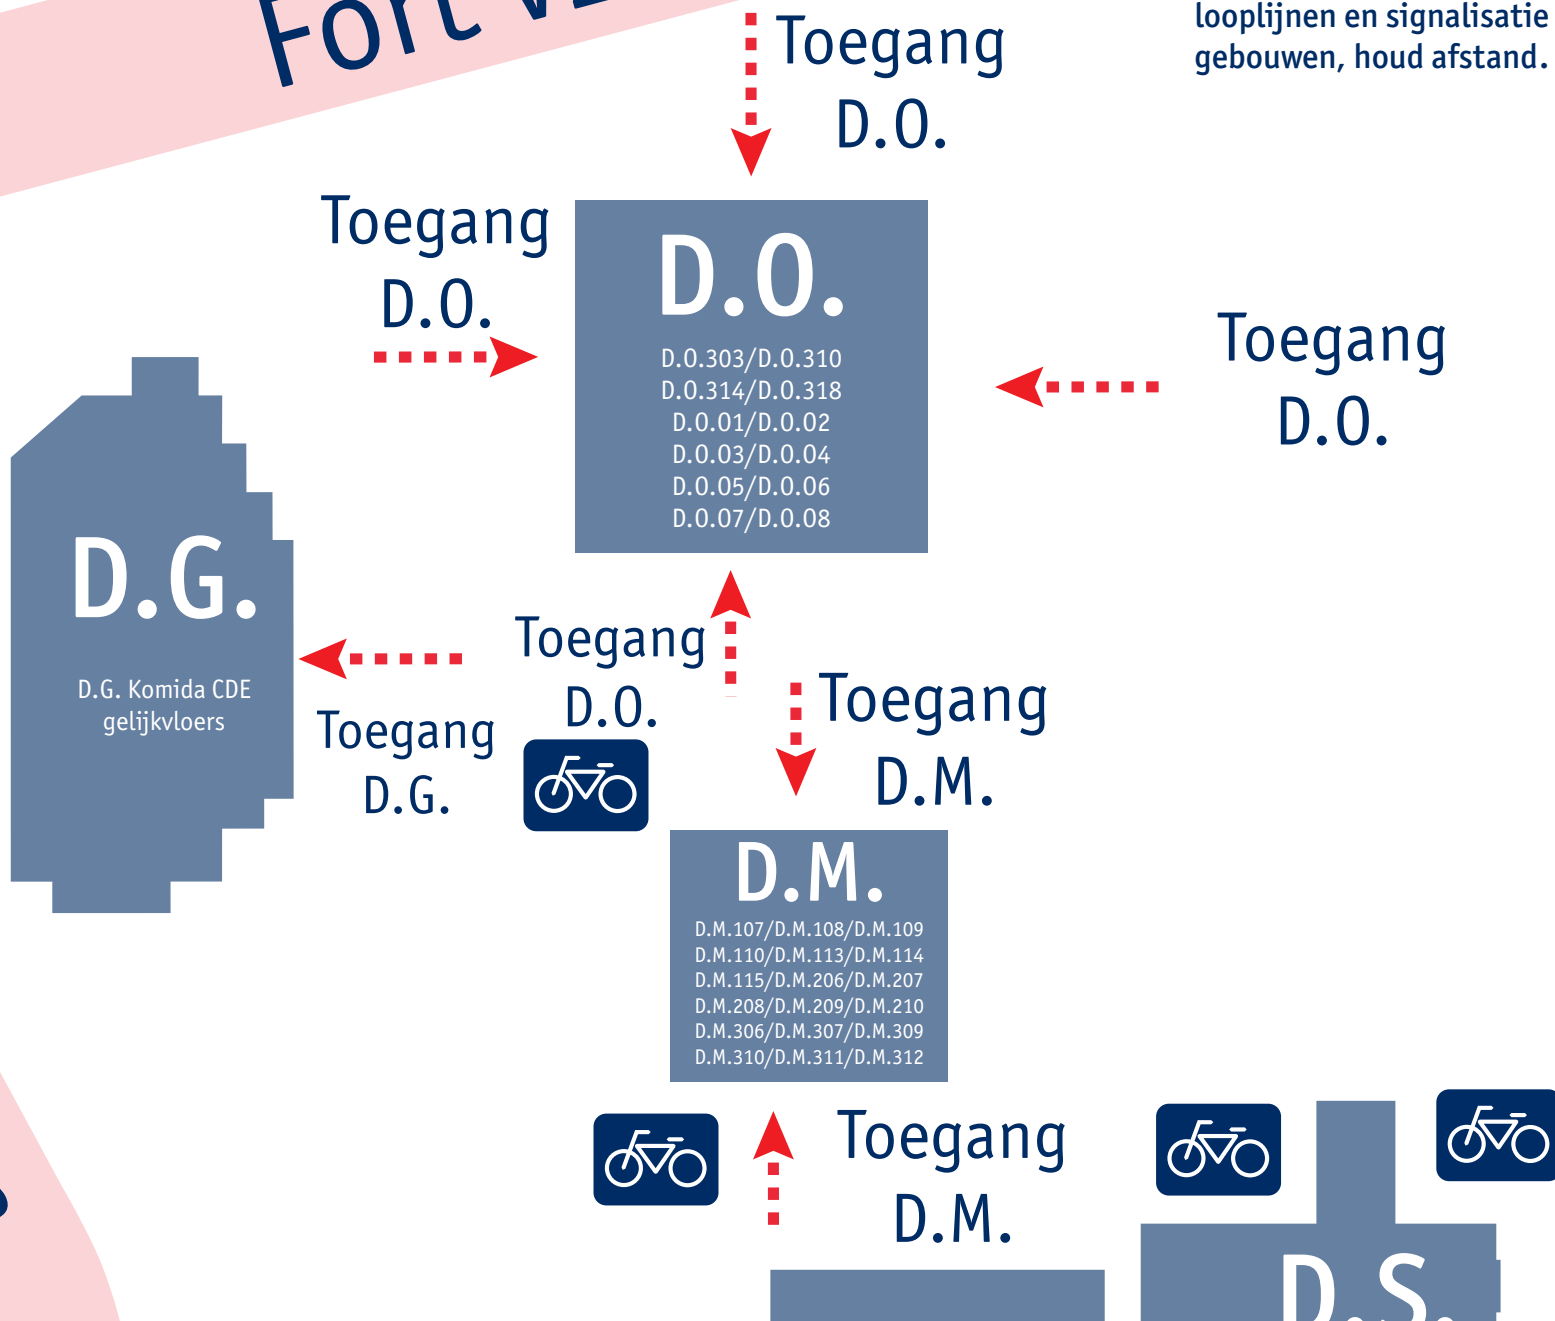 Fort
looplijnen en signalisatie
gebouwen, houd afstand.
Toegang
D.O.
Toegang
D.O.
D.O.
D.O.303/D.O.310
D.O.314/D.O.318
D.O.01/D.O.02
D.O.03/D.O.04
D.O.05/D.O.06
D.O.07/D.O.08
Toegang
D.O.
D.G.
D.G. Komida CDE
gelijkvloers
Toegang
D.G.
Toegang
D.O.
Toegang
D.M.
D.M.
D.M.107/D.M.108/D.M.109
D.M.110/D.M.113/D.M.114
D.M.115/D.M.206/D.M.207
D.M.208/D.M.209/D.M.210
D.M.306/D.M.307/D.M.309
D.M.310/D.M.311/D.M.312
Toegang
D.M.
D.S.